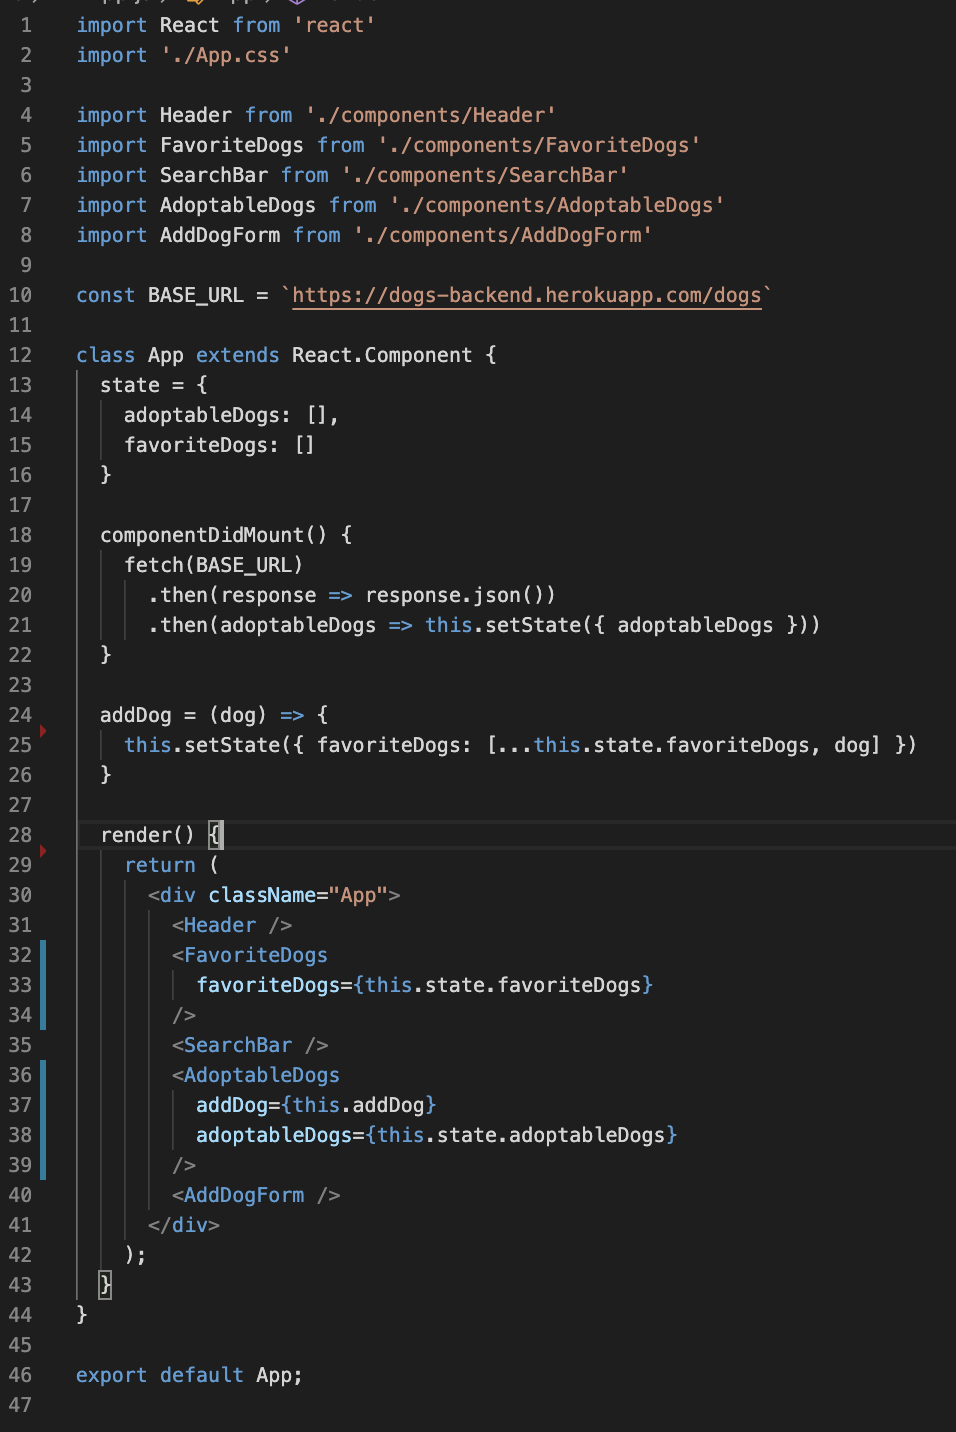 1 import React from 'react'
2 import './App.css'
3
4 import Header from './components/Header'
5 import FavoriteDogs from './components/FavoriteDogs'
6 import SearchBar from './components/SearchBar'
7 import AdoptableDogs from './components/AdoptableDogs'
8 import AddDogForm from './components/AddDogForm'
9
10 const BASE_URL = `https://dogs-backend.herokuapp.com/dogs`
11
12 class App extends React.Component {
13   state = {
14     adoptableDogs: [],
15     favoriteDogs: []
16   }
17
18   componentDidMount() {
19     fetch(BASE_URL)
20       .then(response => response.json())
21       .then(adoptableDogs => this.setState({ adoptableDogs }))
22   }
23
24   addDog = (dog) => {
25     this.setState({ favoriteDogs: [...this.state.favoriteDogs, dog] })
26   }
27
28   render() {
29     return (
30       <div className="App">
31         <Header />
32         <FavoriteDogs
33           favoriteDogs={this.state.favoriteDogs}
34         />
35         <SearchBar />
36         <AdoptableDogs
37           addDog={this.addDog}
38           adoptableDogs={this.state.adoptableDogs}
39         />
40         <AddDogForm />
41       </div>
42     );
43   }
44 }
45
46 export default App;
47